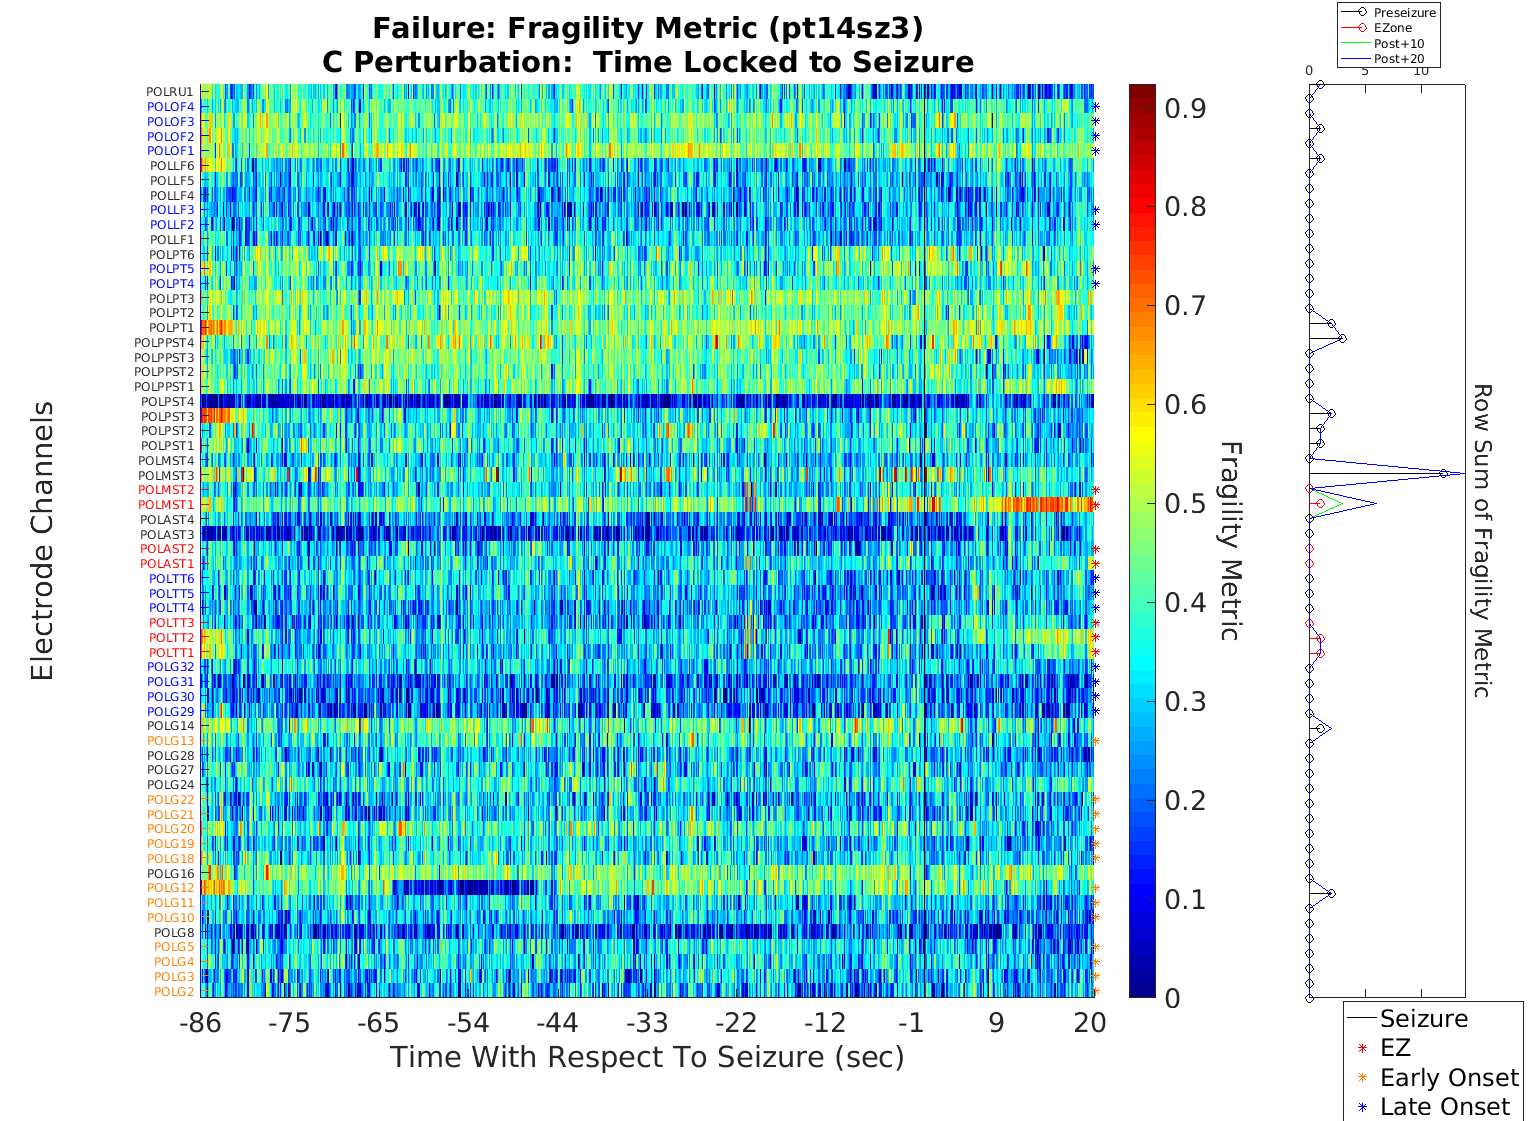 Failure: Fragility Metric (pt14sz3)
C Perturbation:  Time Locked to Seizure
Electrode Channels
POLRU1
POLOF4
POLOF3
POLOF2
POLOF1
POLLF6
POLLF5
POLLF4
POLLF3
POLLF2
POLLF1
POLPT6
POLPT5
POLPT4
POLPT3
POLPT2
POLPT1
POLPPST4
POLPPST3
POLPPST2
POLPPST1
POLPST4
POLPST3
POLPST2
POLPST1
POLMST4
POLMST3
POLMST2
POLMST1
POLAST4
POLAST3
POLAST2
POLAST1
POLTT6
POLTT5
POLTT4
POLTT3
POLTT2
POLTT1
POLG32
POLG31
POLG30
POLG29
POLG14
POLG13
POLG28
POLG27
POLG24
POLG22
POLG21
POLG20
POLG19
POLG18
POLG16
POLG12
POLG11
POLG10
POLG8
POLG5
POLG4
POLG3
POLG2
-86 -75 -65 -54 -44 -33 -22 -12 -1 9 20
Time With Respect To Seizure (sec)
0.9
0.8
0.7
0.6
0.5
0.4
0.3
0.2
0.1
0
Fragility Metric
Preseizure
EZone
Post+10
Post+20
0 5 10
Row Sum of Fragility Metric
Seizure
EZ
Early Onset
Late Onset